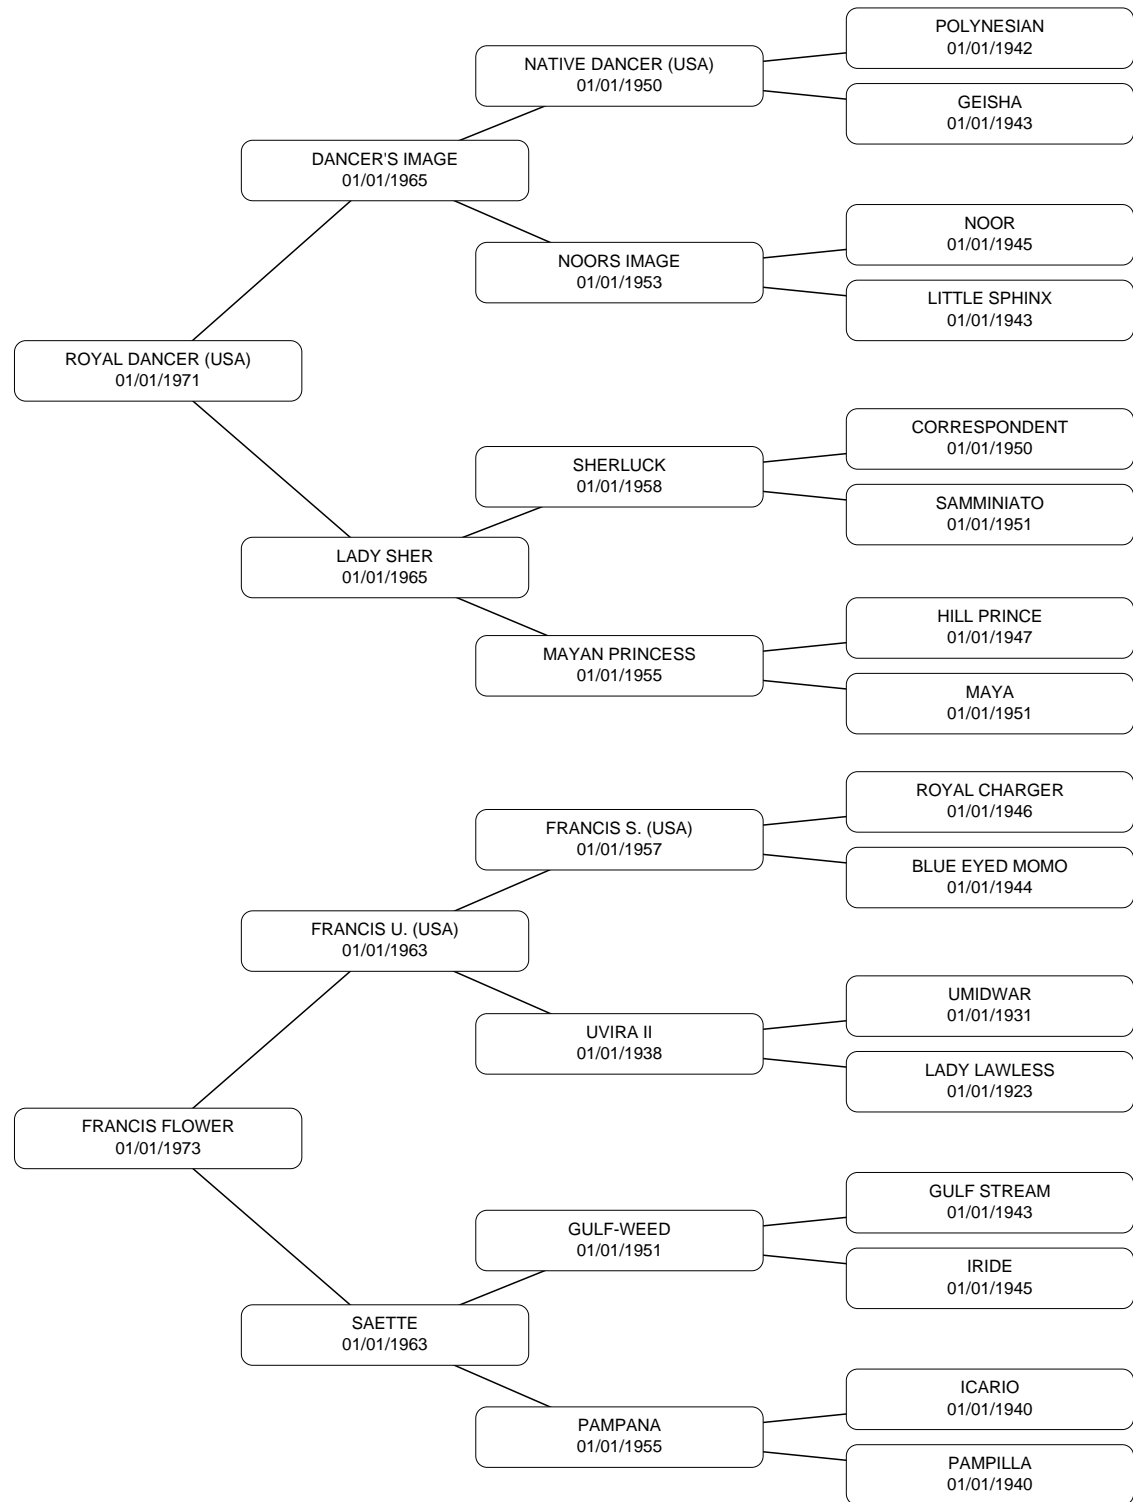 POLYNESIAN
01/01/1942
NATIVE DANCER (USA)
01/01/1950
GEISHA
01/01/1943
DANCER'S IMAGE
01/01/1965
NOOR
01/01/1945
NOORS IMAGE
01/01/1953
LITTLE SPHINX
01/01/1943
ROYAL DANCER (USA)
01/01/1971
CORRESPONDENT
01/01/1950
SHERLUCK
01/01/1958
SAMMINIATO
01/01/1951
LADY SHER
01/01/1965
HILL PRINCE
01/01/1947
MAYAN PRINCESS
01/01/1955
MAYA
01/01/1951
ROYAL CHARGER
01/01/1946
FRANCIS S. (USA)
01/01/1957
BLUE EYED MOMO
01/01/1944
FRANCIS U. (USA)
01/01/1963
UMIDWAR
01/01/1931
UVIRA II
01/01/1938
LADY LAWLESS
01/01/1923
FRANCIS FLOWER
01/01/1973
GULF STREAM
01/01/1943
GULF-WEED
01/01/1951
IRIDE
01/01/1945
SAETTE
01/01/1963
ICARIO
01/01/1940
PAMPANA
01/01/1955
PAMPILLA
01/01/1940